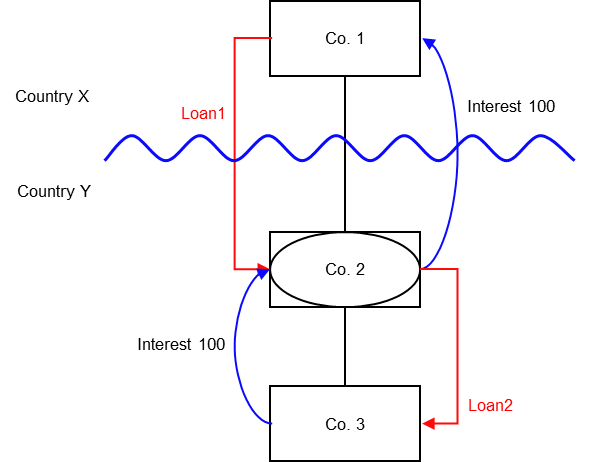 Co. 1
Country X
Interest 100
Loan1
Country Y
Co. 2
Interest 100
Loan2
Co. 3